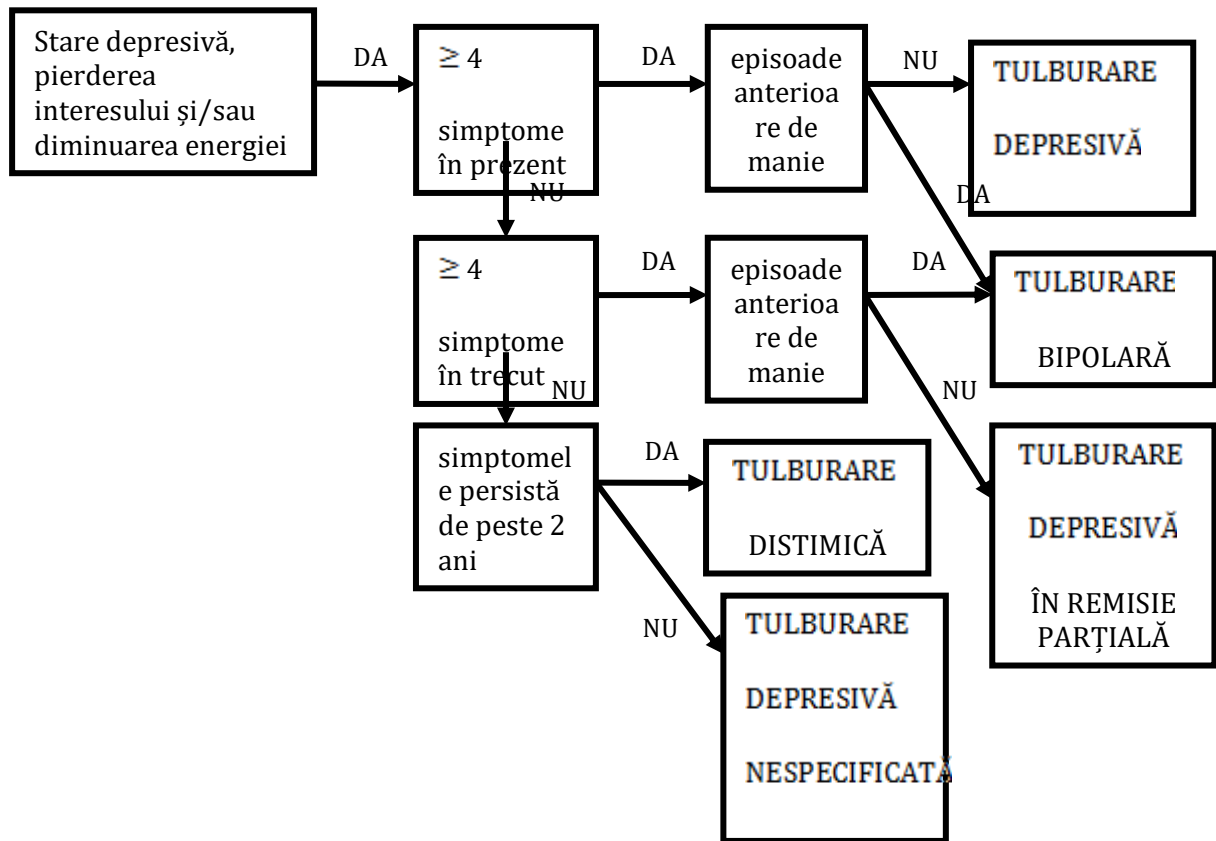 Stare depresivă,
pierderea
interesului și/sau
diminuarea energiei
DA
≥ 4
simptome
în prezent
DA
episoade
anterioa
re de
manie
NU
TULBURARE
DEPRESIVĂ
NU
DA
≥ 4
simptome
în trecut
DA
episoade
anterioa
re de
manie
DA
TULBURARE
BIPOLARĂ
NU
NU
simptomel
e persistă
de peste 2
ani
DA
TULBURARE
DISTIMICĂ
TULBURARE
DEPRESIVĂ
ÎN REMISIE
PARȚIALĂ
NU
TULBURARE
DEPRESIVĂ
NESPECIFICATĂ